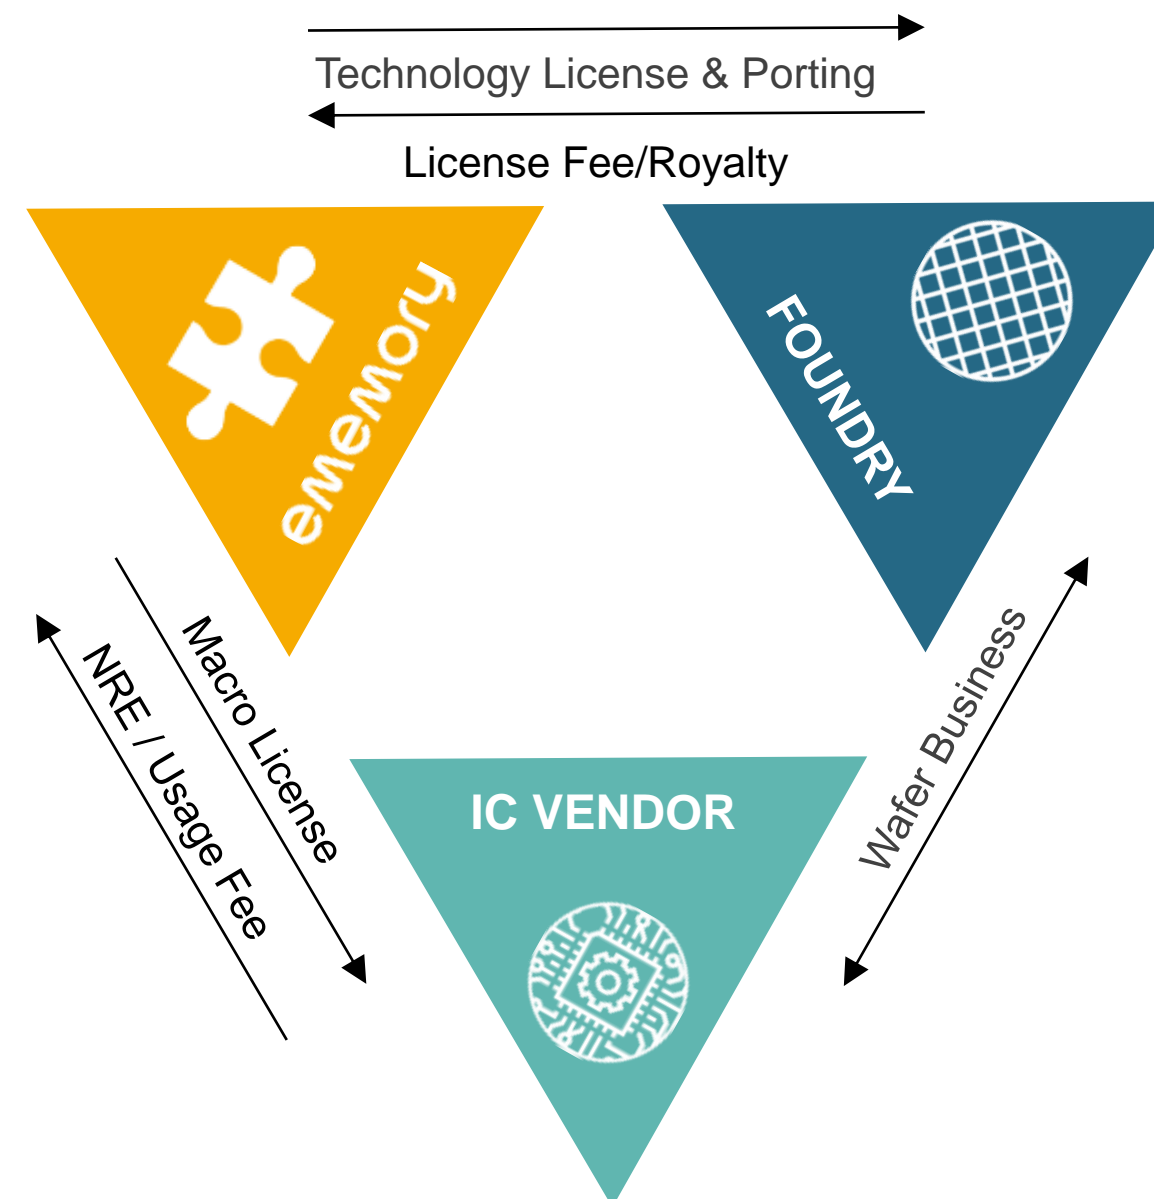 Technology License & Porting
License Fee/Royalty
eMeMory
FOUNDRY
Macro License
NRE / Usage Fee
Wafer Business
IC VENDOR